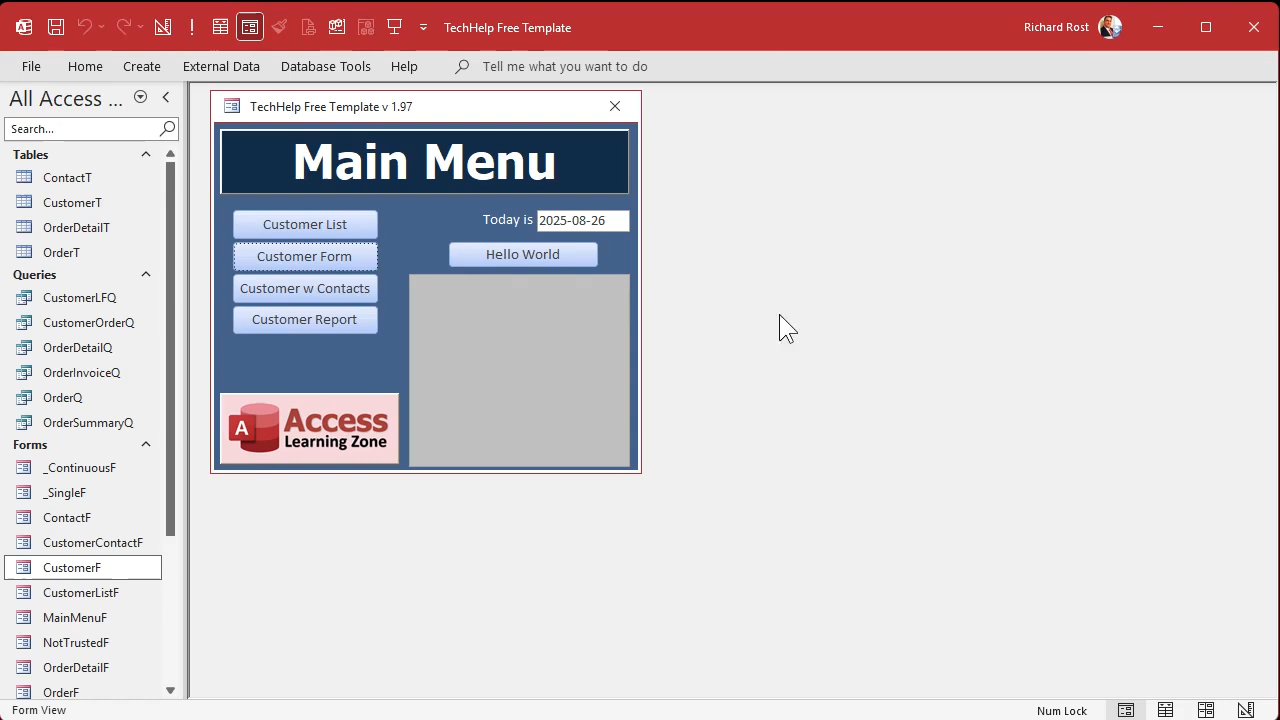 TechHelp Free Template
Richard Rost
File Home Create External Data Database Tools Help Tell me what you want to do
All Access ...
Search...
Tables
ContactT
CustomerT
OrderDetailT
OrderT
Queries
CustomerLFQ
CustomerOrderQ
OrderDetailQ
OrderInvoiceQ
OrderQ
OrderSummaryQ
Forms
_ContinuousF
_SingleF
ContactF
CustomerContactF
CustomerF
CustomerListF
MainMenuF
NotTrustedF
OrderDetailF
OrderF
TechHelp Free Template v 1.97
Main Menu
Customer List
Customer Form
Customer w Contacts
Customer Report
Today is 2025-08-26
Hello World
A Access
Learning Zone
Form View
Num Lock